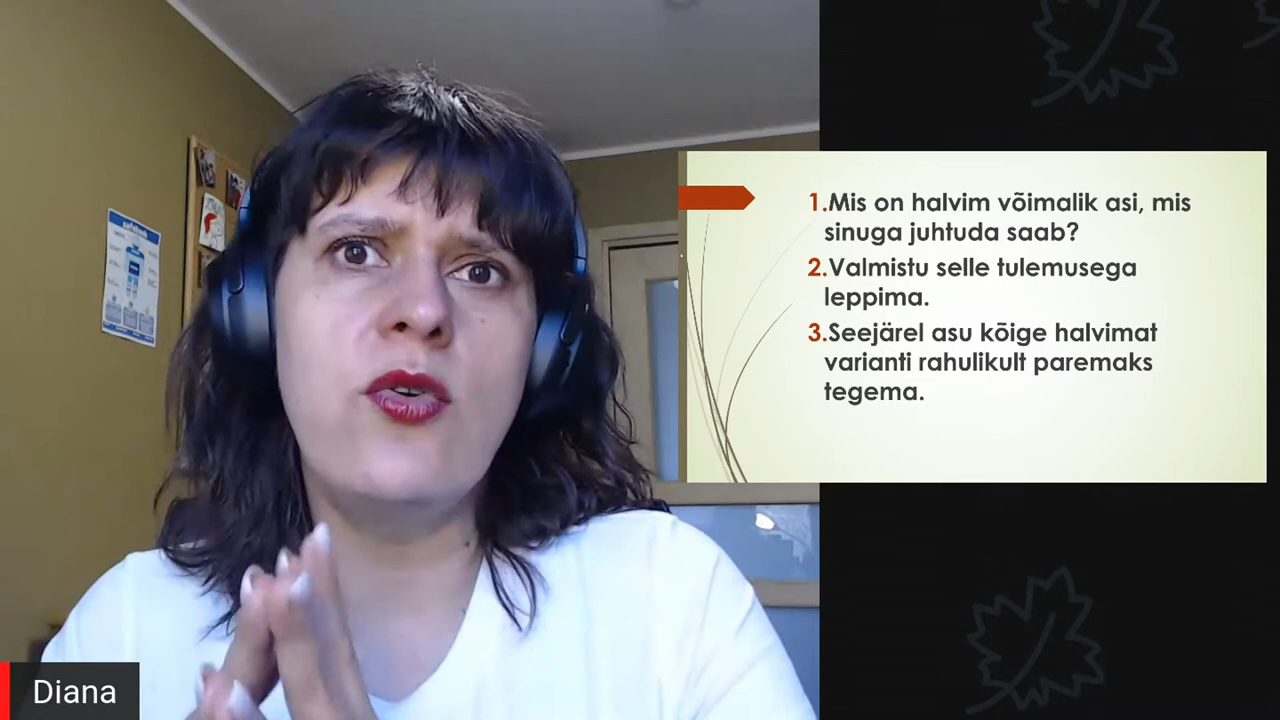 1.Mis on halvim võimalik asi, mis
sinuga juhtuda saab?
2.Valmistu selle tulemusega
leppima.
3.Seejärel asu kõige halvimat
varianti rahulikult paremaks
tegema.
Diana